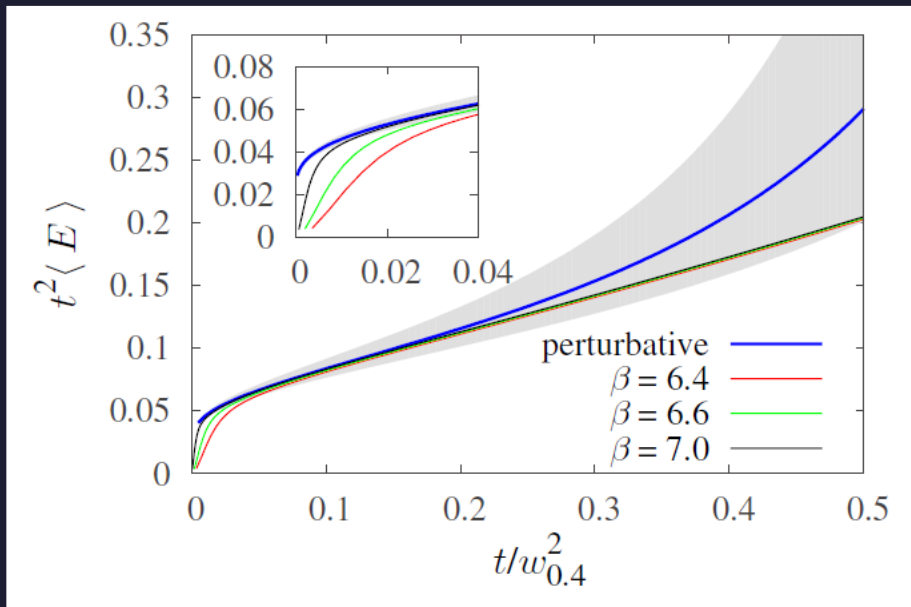 0.35
0.3
0.25
0.2
0.15
0.1
0.05
0
t²⟨E⟩
0.08
0.06
0.04
0.02
0
0 0.02 0.04
perturbative
β = 6.4
β = 6.6
β = 7.0
0 0.1 0.2 0.3 0.4 0.5
t/w²₀.₄